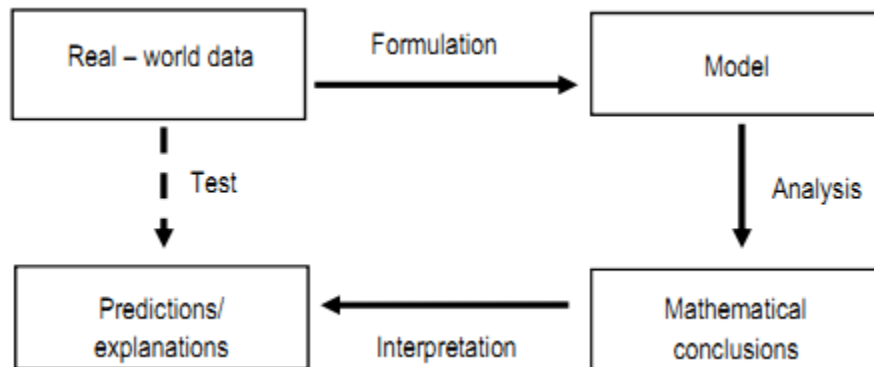 Real – world data
Formulation
Model
Test
Analysis
Predictions/
explanations
Interpretation
Mathematical
conclusions